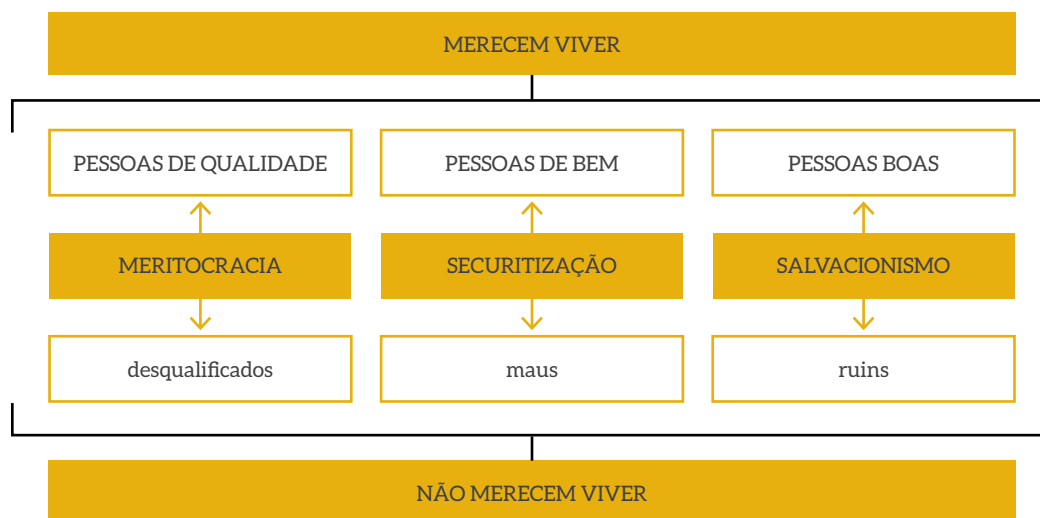 MERECEM VIVER
PESSOAS DE QUALIDADE
PESSOAS DE BEM
PESSOAS BOAS
MERITOCRACIA
SECURITIZAÇÃO
SALVACIONISMO
desqualificados
maus
ruins
NÃO MERECEM VIVER